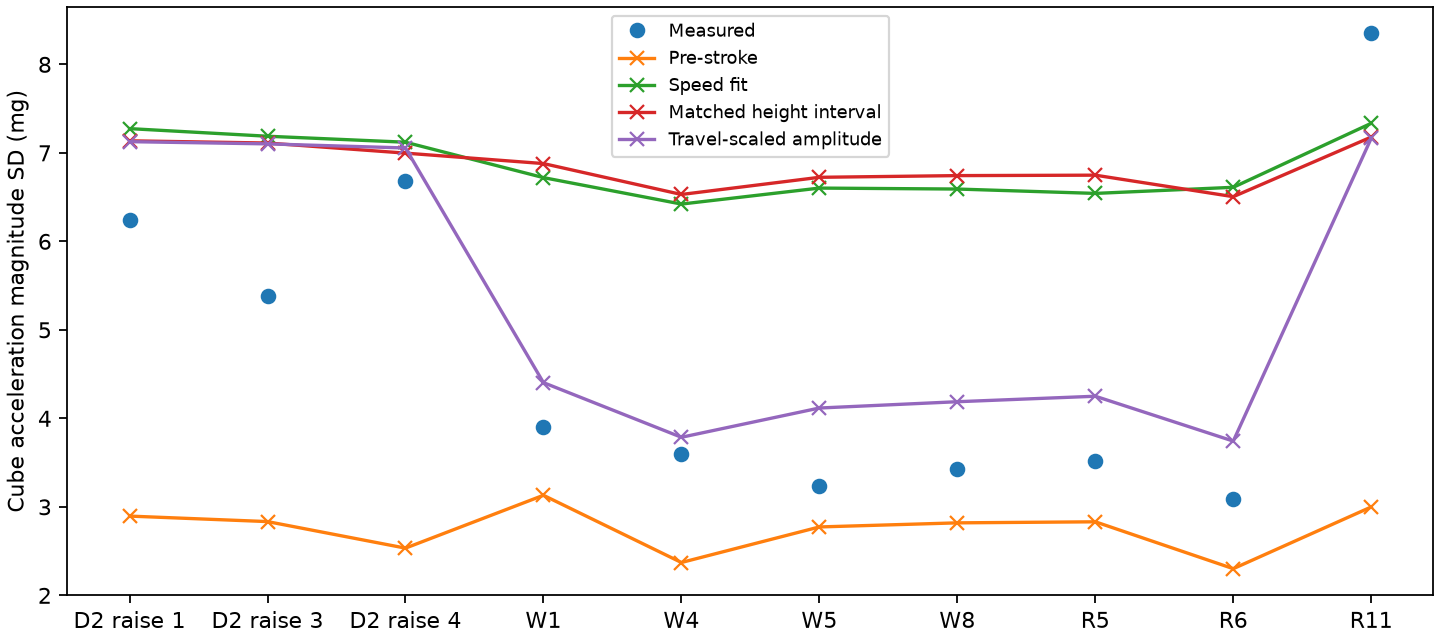 Cube acceleration magnitude SD (mg)
8
7
6
5
4
3
2
Measured
Pre-stroke
Speed fit
Matched height interval
Travel-scaled amplitude
D2 raise 1 D2 raise 3 D2 raise 4 W1 W4 W5 W8 R5 R6 R11